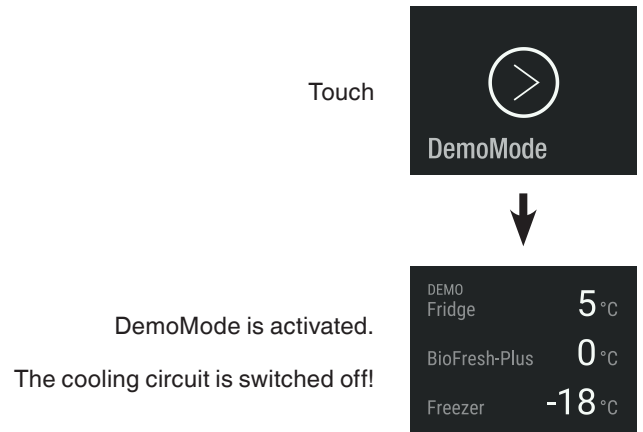 Touch
DemoMode
DEMO
Fridge 5 °C
DemoMode is activated.
BioFresh-Plus 0 °C
The cooling circuit is switched off!
Freezer -18 °C